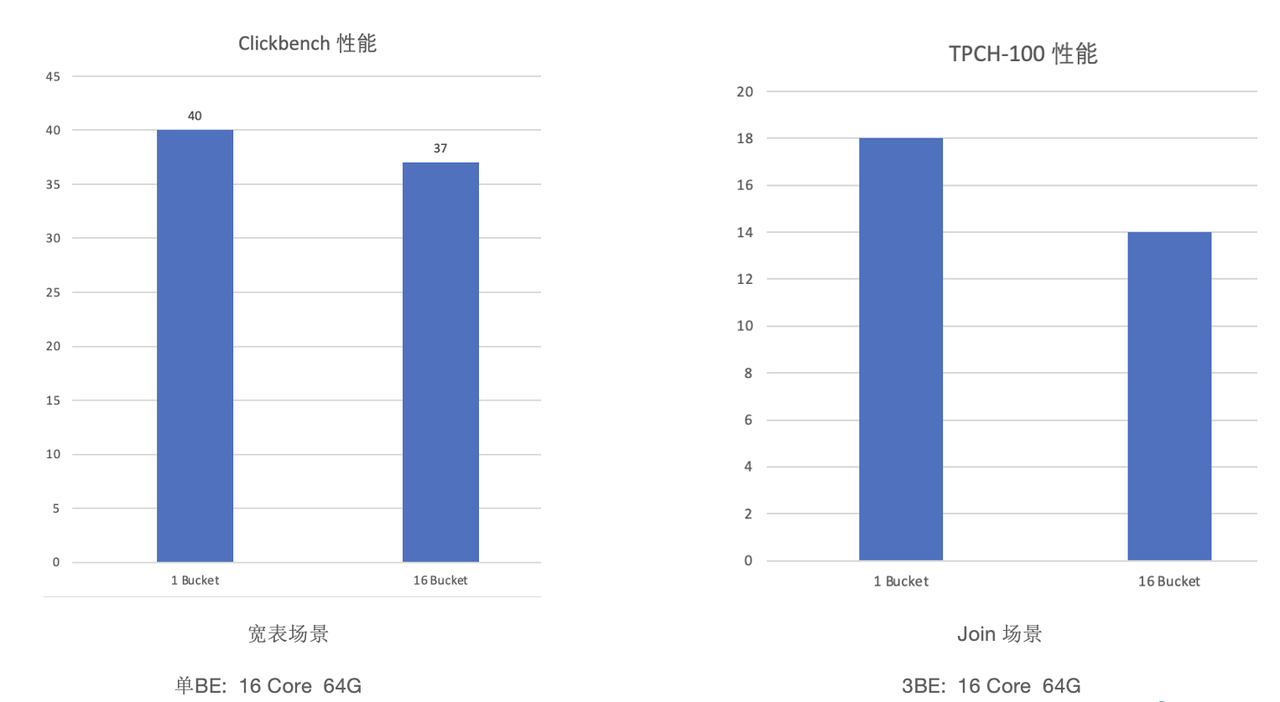 Clickbench 性能
45
40
35
30
25
20
15
10
5
0
40
37
1 Bucket
16 Bucket
宽表场景
单BE: 16 Core 64G
TPCH-100 性能
20
18
16
14
12
10
8
6
4
2
0
1 Bucket
16 Bucket
Join 场景
3BE: 16 Core 64G